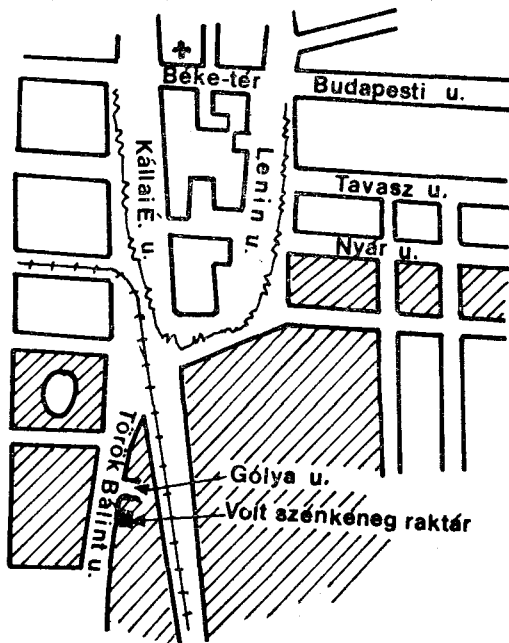 Béke-tér
Budapesti u.
Kállai É. u.
Lenin u.
Tavasz u.
Nyár u.
Török Bálint u.
Gólya u.
Volt szénkéneg raktár